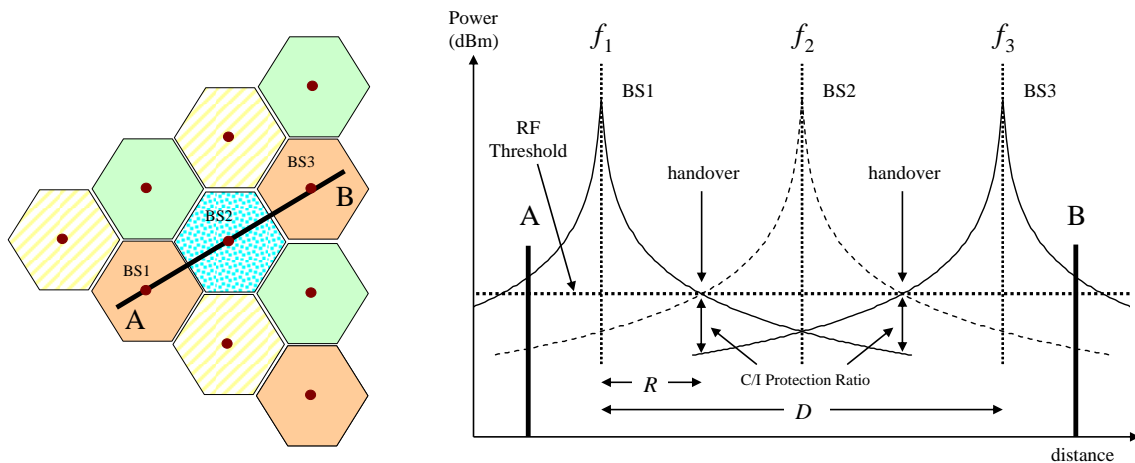 BS3
B
BS2
BS1
A
Power
(dBm)
f1
f2
f3
BS1
BS2
BS3
RF
Threshold
handover
handover
A
B
R
C/I Protection Ratio
D
distance